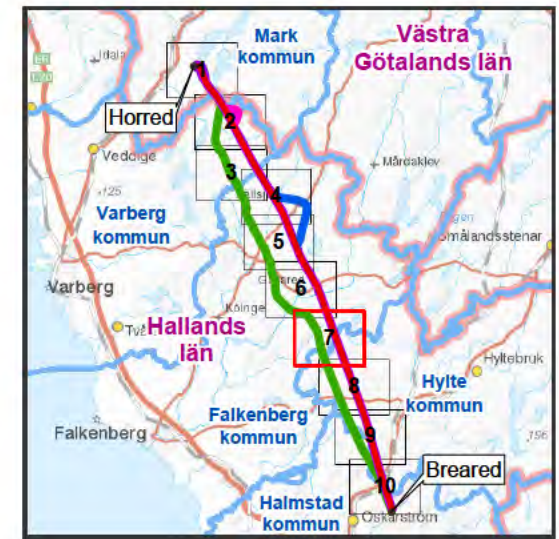 Mark
kommun
Västra
Götalands län
Horred
1
2
3
4
5
6
7
8
9
10
Mårdaklev
Veddige
125
Varberg
kommun
Smålandsstenar
Varberg
Hallands
län
Hyltebruk
Hylte
kommun
Falkenberg
kommun
Falkenberg
Breared
Halmstad
kommun
Oskarström